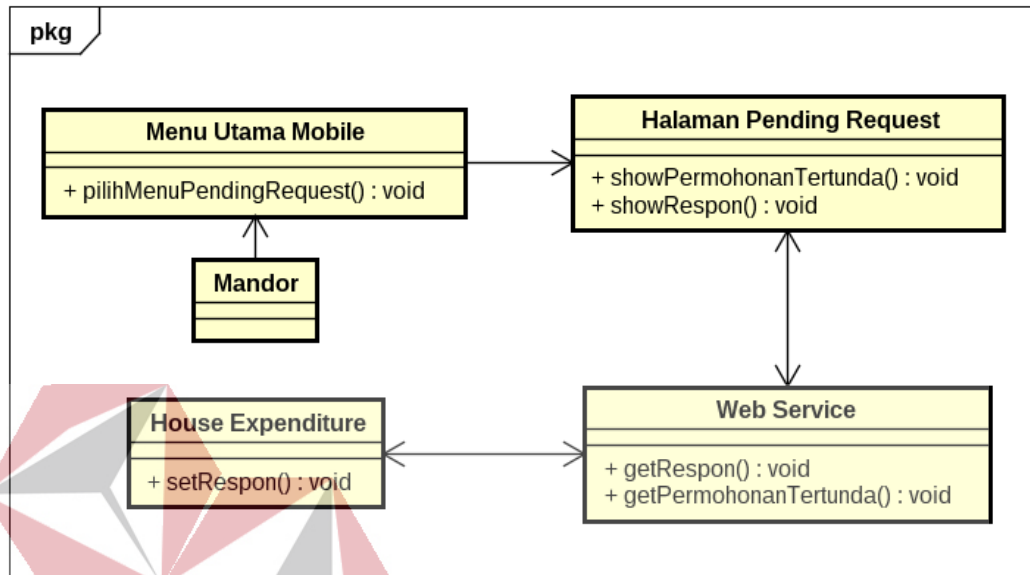 pkg
Menu Utama Mobile
+ pilihMenuPendingRequest() : void
Halaman Pending Request
+ showPermohonanTertunda() : void
+ showRespon() : void
Mandor
House Expenditure
+ setRespon() : void
Web Service
+ getRespon() : void
+ getPermohonanTertunda() : void